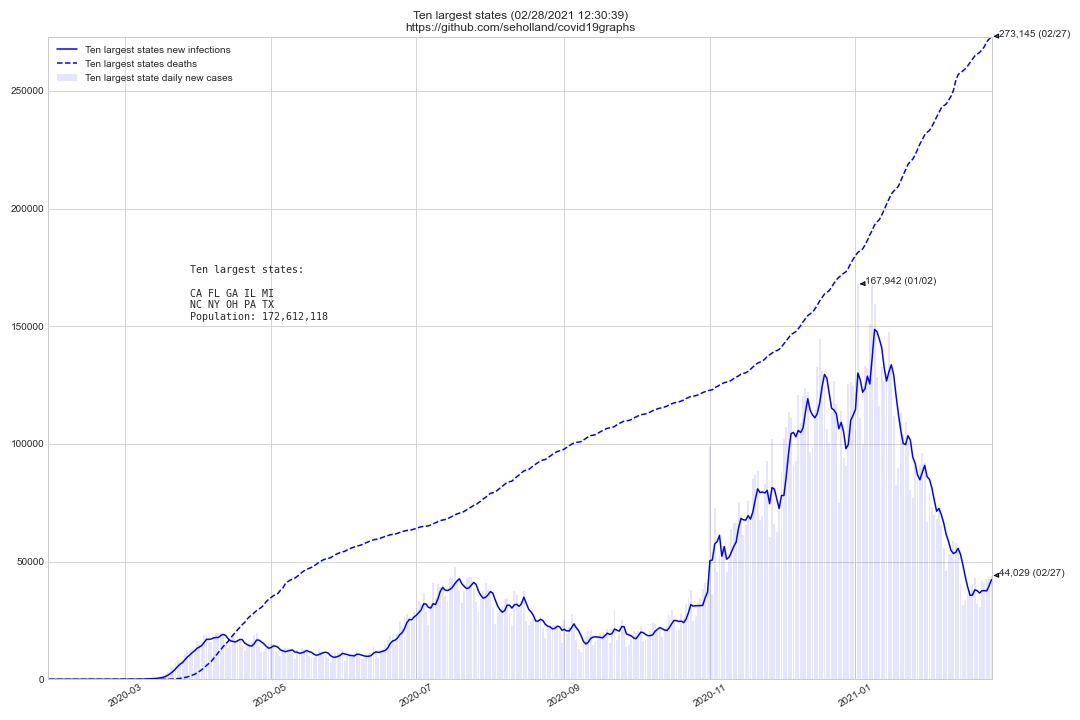 Ten largest states (02/28/2021 12:30:39)
https://github.com/seholland/covid19graphs
Ten largest states new infections
Ten largest states deaths
Ten largest state daily new cases
273,145 (02/27)
250000
200000
Ten largest states:
CA FL GA IL MI
NC NY OH PA TX
Population: 172,612,118
167,942 (01/02)
150000
100000
50000
44,029 (02/27)
0
2020-03
2020-05
2020-07
2020-09
2020-11
2021-01